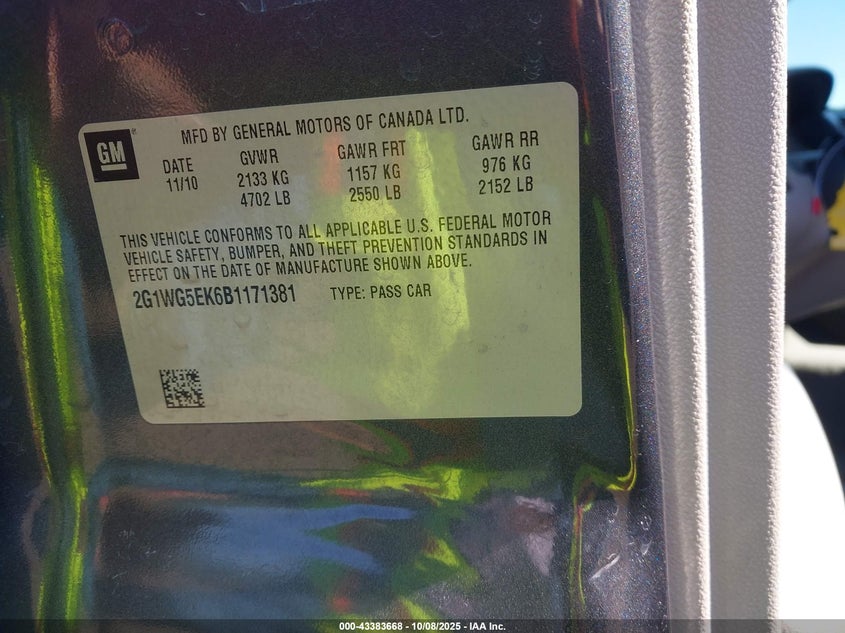 MFD BY GENERAL MOTORS OF CANADA LTD.
GM
DATE GVWR GAWR FRT GAWR RR
11/10 2133 KG 1157 KG 976 KG
4702 LB 2550 LB 2152 LB
THIS VEHICLE CONFORMS TO ALL APPLICABLE U.S. FEDERAL MOTOR
VEHICLE SAFETY, BUMPER, AND THEFT PREVENTION STANDARDS IN
EFFECT ON THE DATE OF MANUFACTURE SHOWN ABOVE.
2G1WG5EK6B1171381 TYPE: PASS CAR
000-43383668 - 10/08/2025 - IAA Inc.